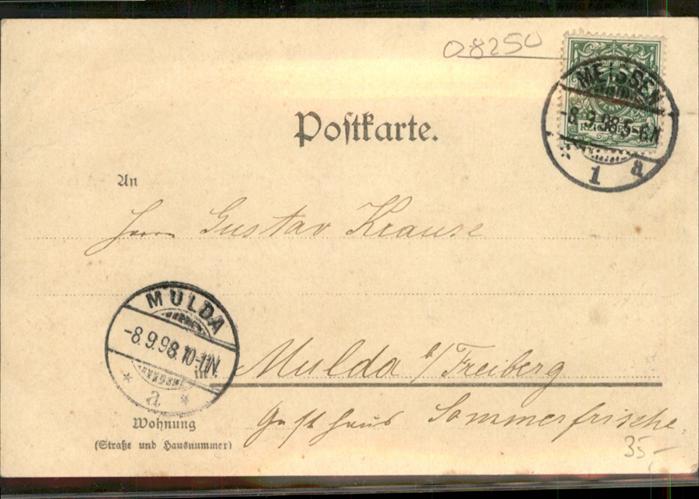 08250
MEISSEN
-8.9.98.5-6N
1 a
Postkarte.
An
Herrn Gustav Krause
MULDA
-8.9.98.10-11N.
* a *
in Mulda b/Freiberg
Wohnung
Gasthaus Sommerfrische.
(Straße und Hausnummer)
35,-